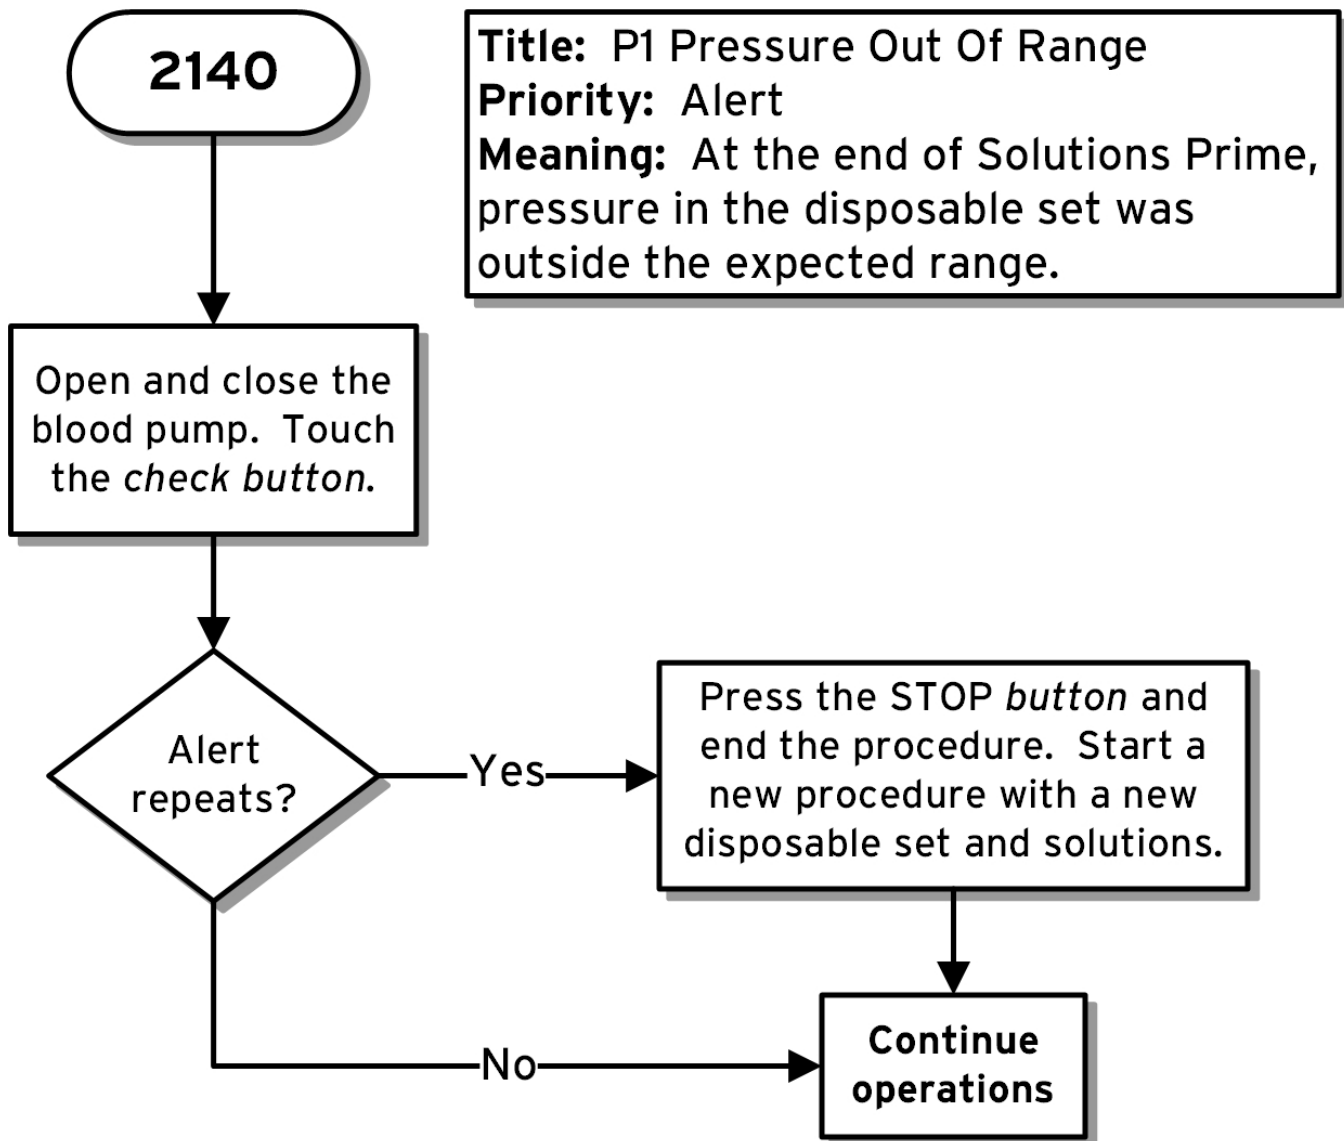 2140
Title: P1 Pressure Out Of Range
Priority: Alert
Meaning: At the end of Solutions Prime,
pressure in the disposable set was
outside the expected range.
Open and close the
blood pump. Touch
the check button.
Alert
repeats?
Yes
Press the STOP button and
end the procedure. Start a
new procedure with a new
disposable set and solutions.
No
Continue
operations